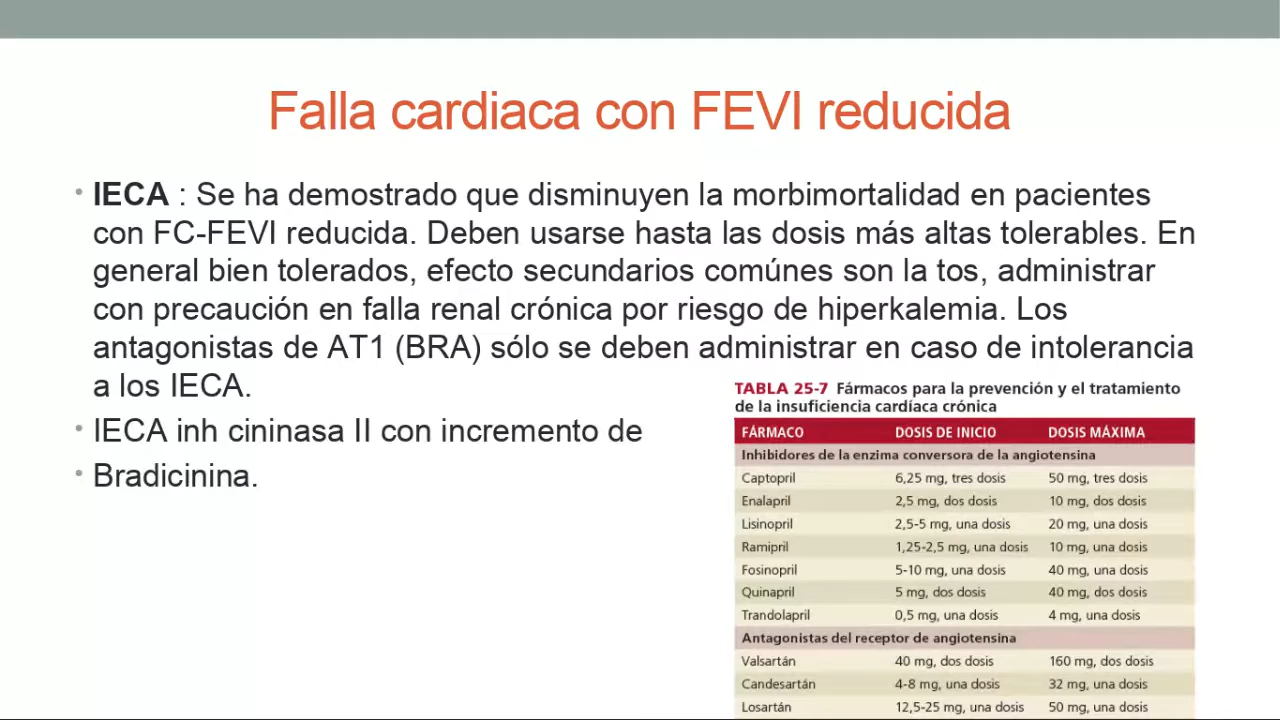 Falla cardiaca con FEVI reducida
• IECA : Se ha demostrado que disminuyen la morbimortalidad en pacientes
con FC-FEVI reducida. Deben usarse hasta las dosis más altas tolerables. En
general bien tolerados, efecto secundarios comúnes son la tos, administrar
con precaución en falla renal crónica por riesgo de hiperkalemia. Los
antagonistas de AT1 (BRA) sólo se deben administrar en caso de intolerancia
a los IECA.
• IECA inh cininasa II con incremento de
• Bradicinina.
TABLA 25-7 Fármacos para la prevención y el tratamiento
de la insuficiencia cardíaca crónica
FÁRMACO DOSIS DE INICIO DOSIS MÁXIMA
Inhibidores de la enzima conversora de la angiotensina
Captopril 6,25 mg, tres dosis 50 mg, tres dosis
Enalapril 2,5 mg, dos dosis 10 mg, dos dosis
Lisinopril 2,5-5 mg, una dosis 20 mg, una dosis
Ramipril 1,25-2,5 mg, una dosis 10 mg, una dosis
Fosinopril 5-10 mg, una dosis 40 mg, una dosis
Quinapril 5 mg, dos dosis 40 mg, dos dosis
Trandolapril 0,5 mg, una dosis 4 mg, una dosis
Antagonistas del receptor de angiotensina
Valsartán 40 mg, dos dosis 160 mg, dos dosis
Candesartán 4-8 mg, una dosis 32 mg, una dosis
Losartán 12,5-25 mg, una dosis 50 mg, una dosis